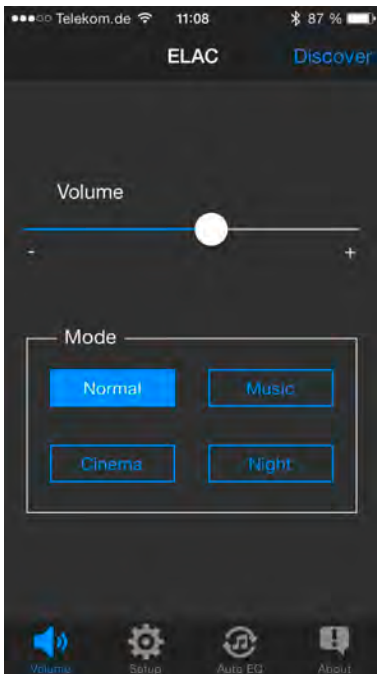 ●●●○○ Telekom.de 11:08 87 %
ELAC Discover
Volume
- +
Mode
Normal Music
Cinema Night
Volume Setup Auto EQ About